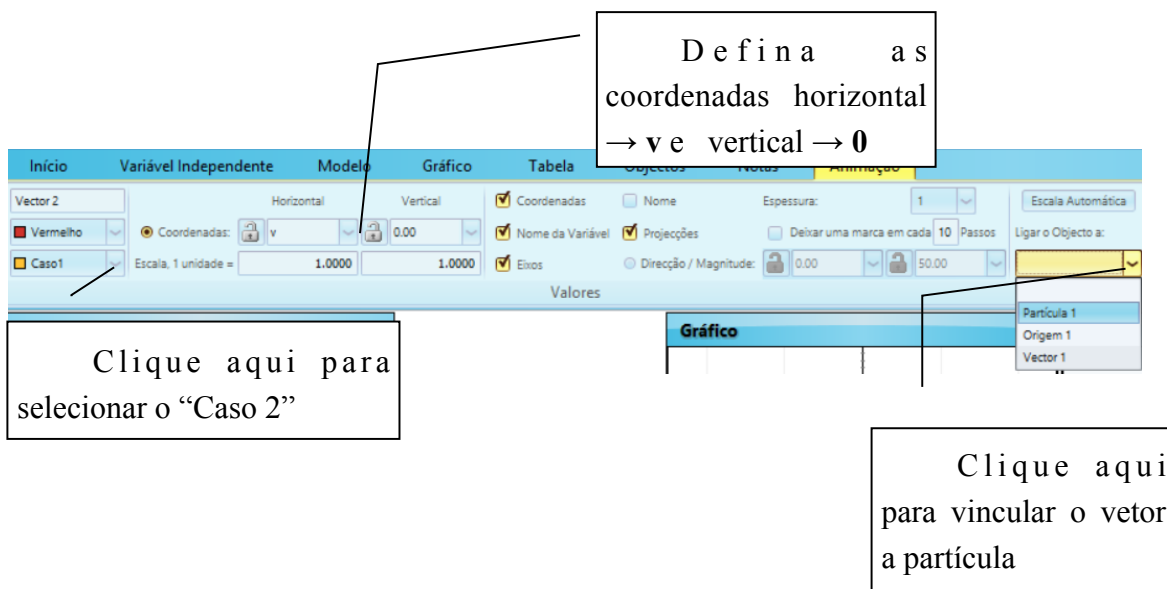 Defina as
coordenadas horizontal
→ v e vertical → 0
Início Variável Independente Modelo Gráfico Tabela Objectos Notas Animação
Vector 2 Horizontal Vertical Coordenadas Nome Espessura: 1 Escala Automática
Vermelho Coordenadas: v 0.00 Nome da Variável Projecções Deixar uma marca em cada 10 Passos Ligar o Objecto a:
Caso1 Escala, 1 unidade = 1.0000 1.0000 Eixos Direcção / Magnitude: 0.00 50.00
Valores
Partícula 1
Origem 1
Vector 1
Gráfico
Clique aqui para
selecionar o “Caso 2”
Clique aqui
para vincular o vetor
a partícula